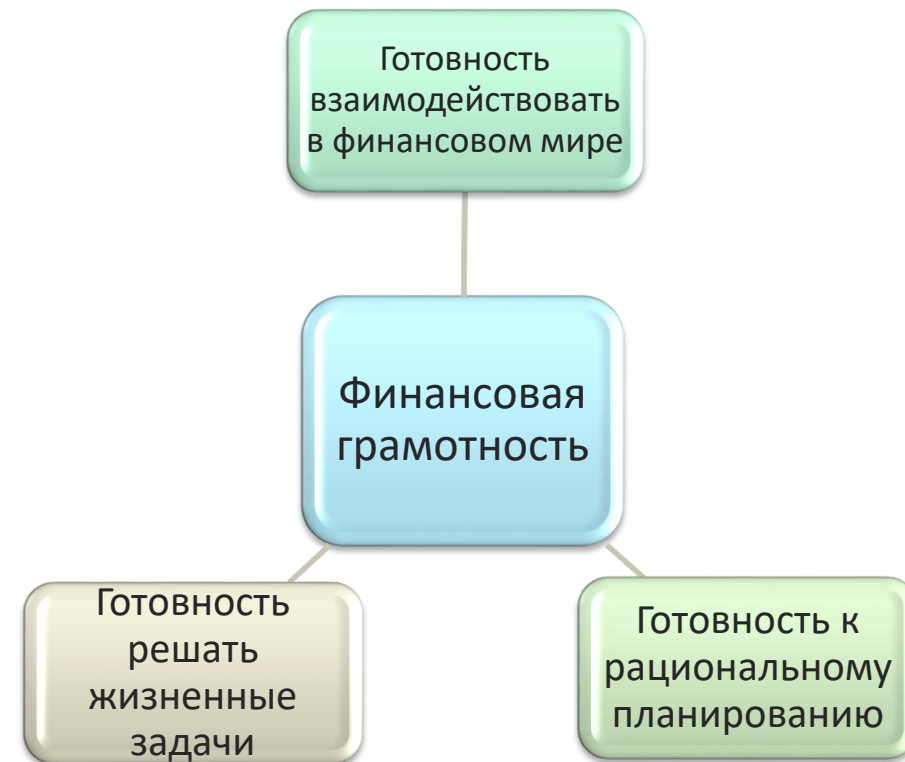 Готовность
взаимодействовать
в финансовом мире
Финансовая
грамотность
Готовность
решать
жизненные
задачи
Готовность к
рациональному
планированию